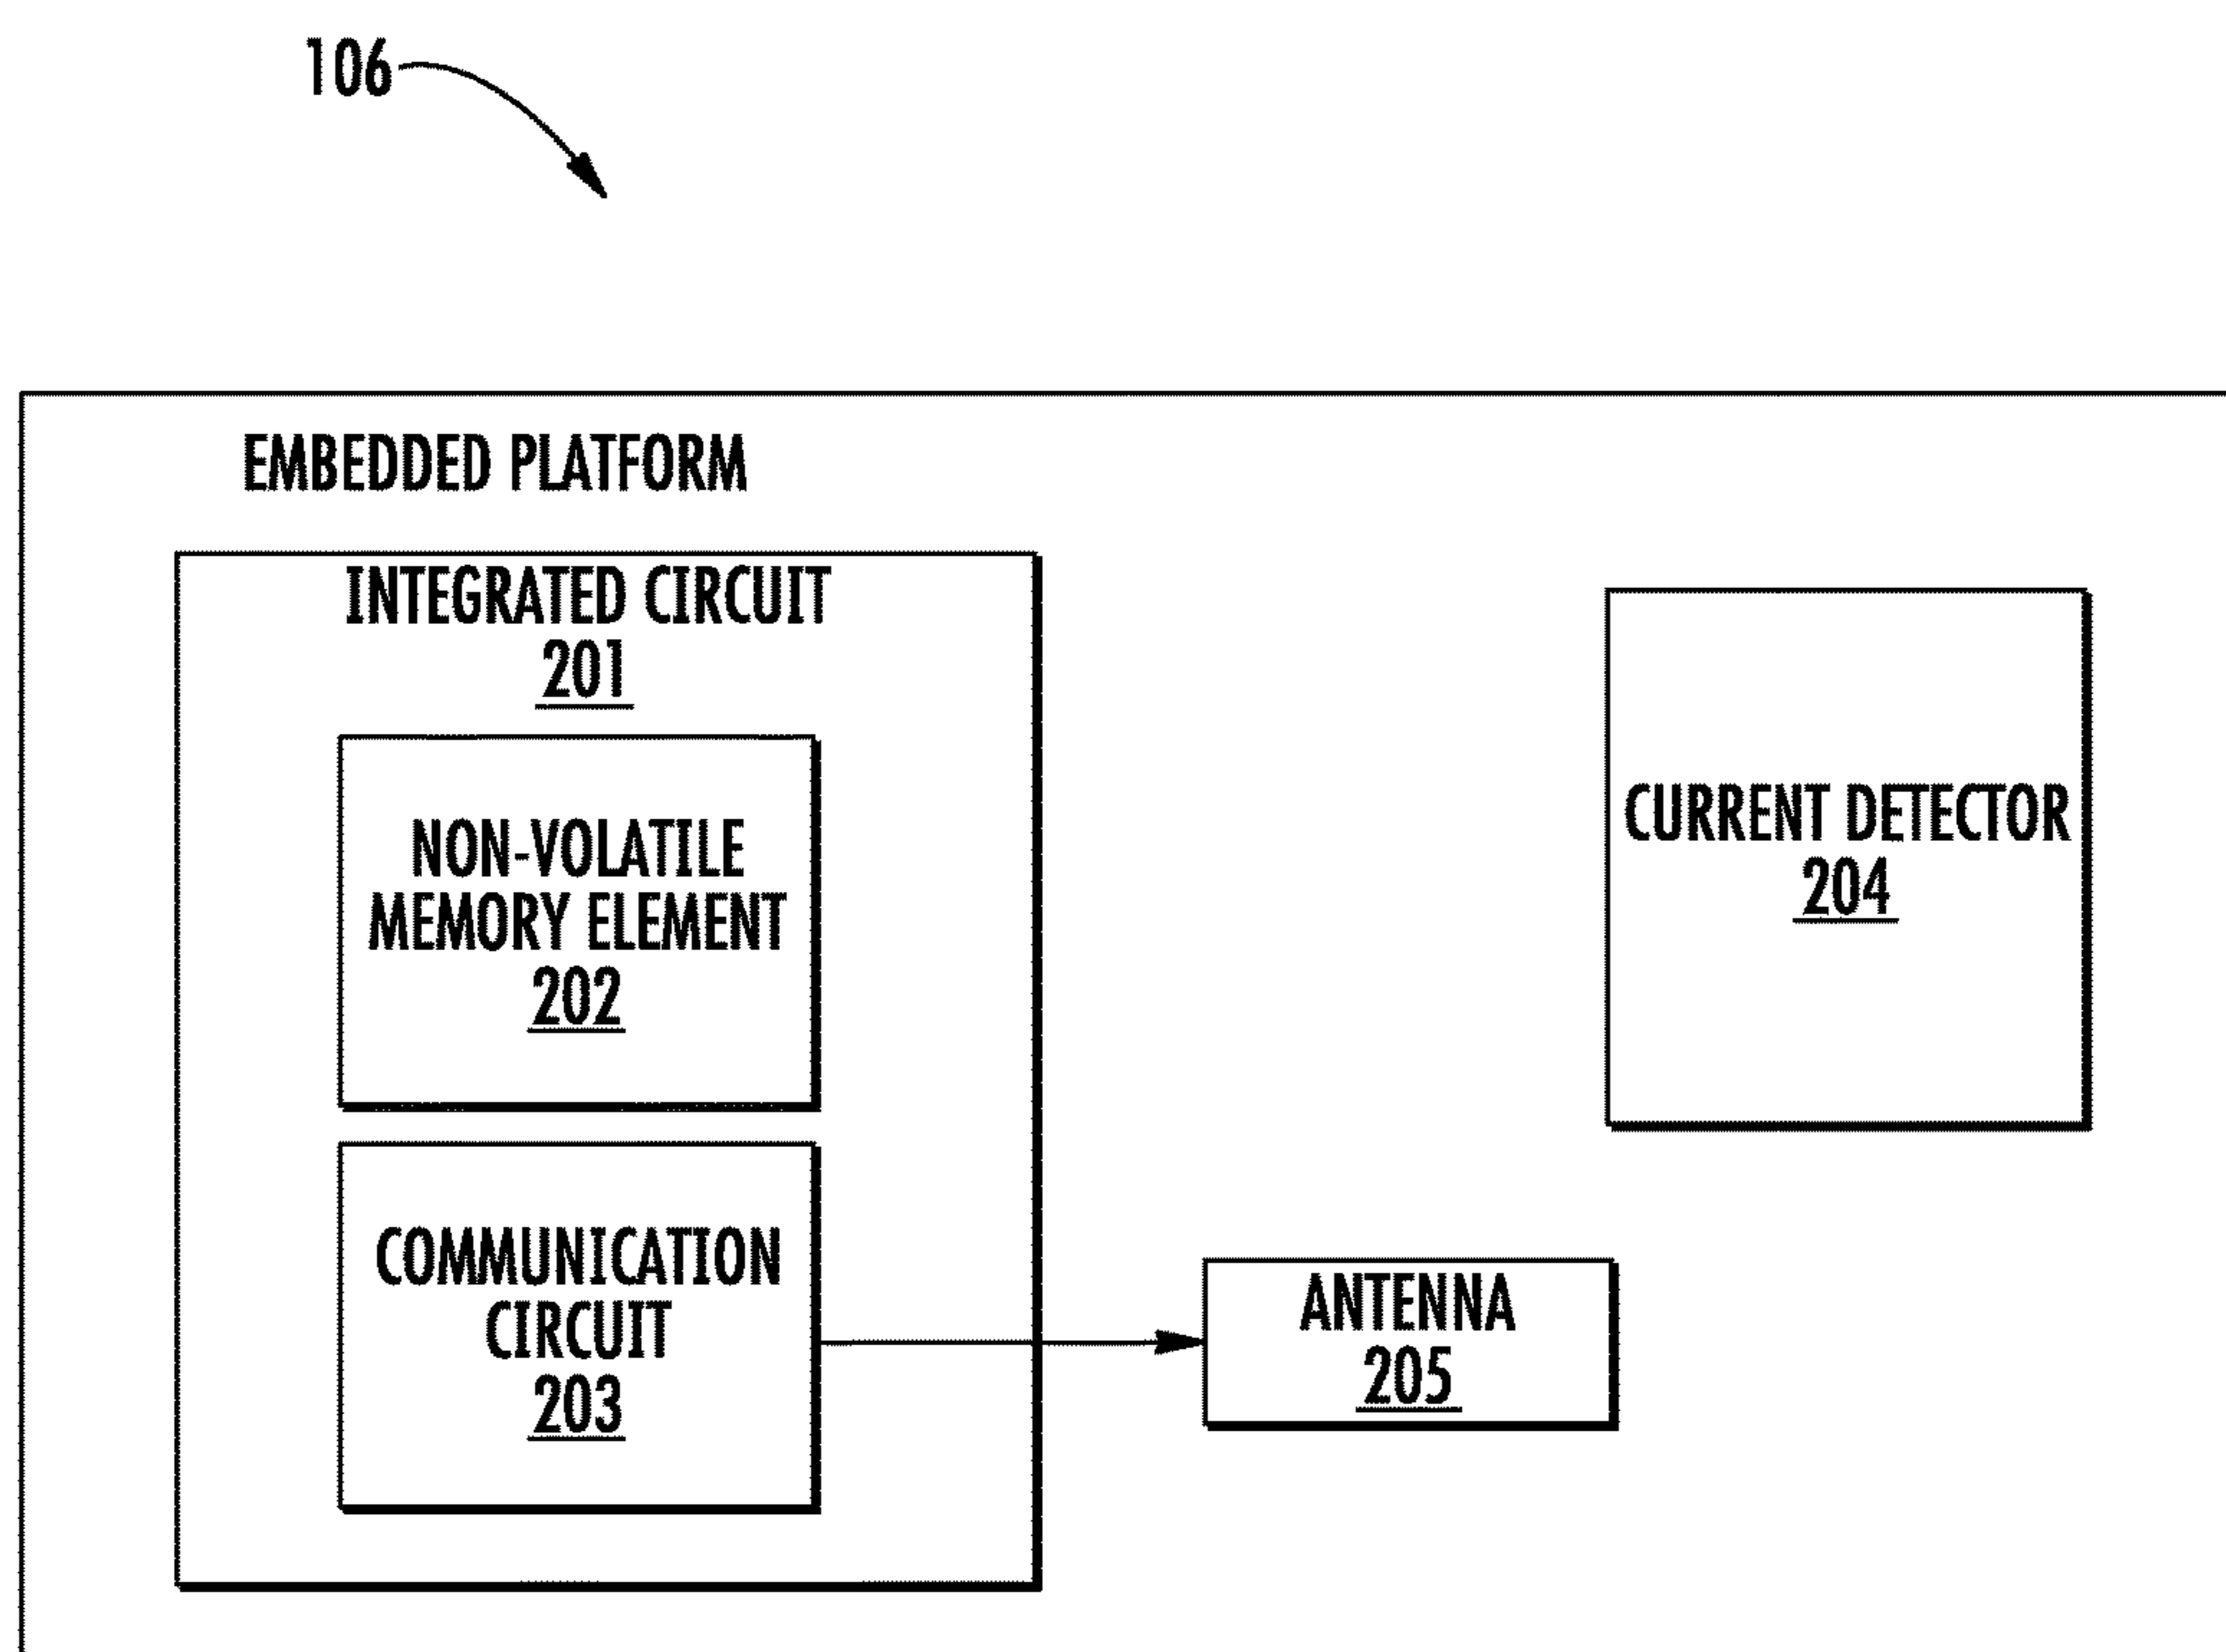 106
EMBEDDED PLATFORM
INTEGRATED CIRCUIT
201
NON-VOLATILE
MEMORY ELEMENT
202
COMMUNICATION
CIRCUIT
203
CURRENT DETECTOR
204
ANTENNA
205